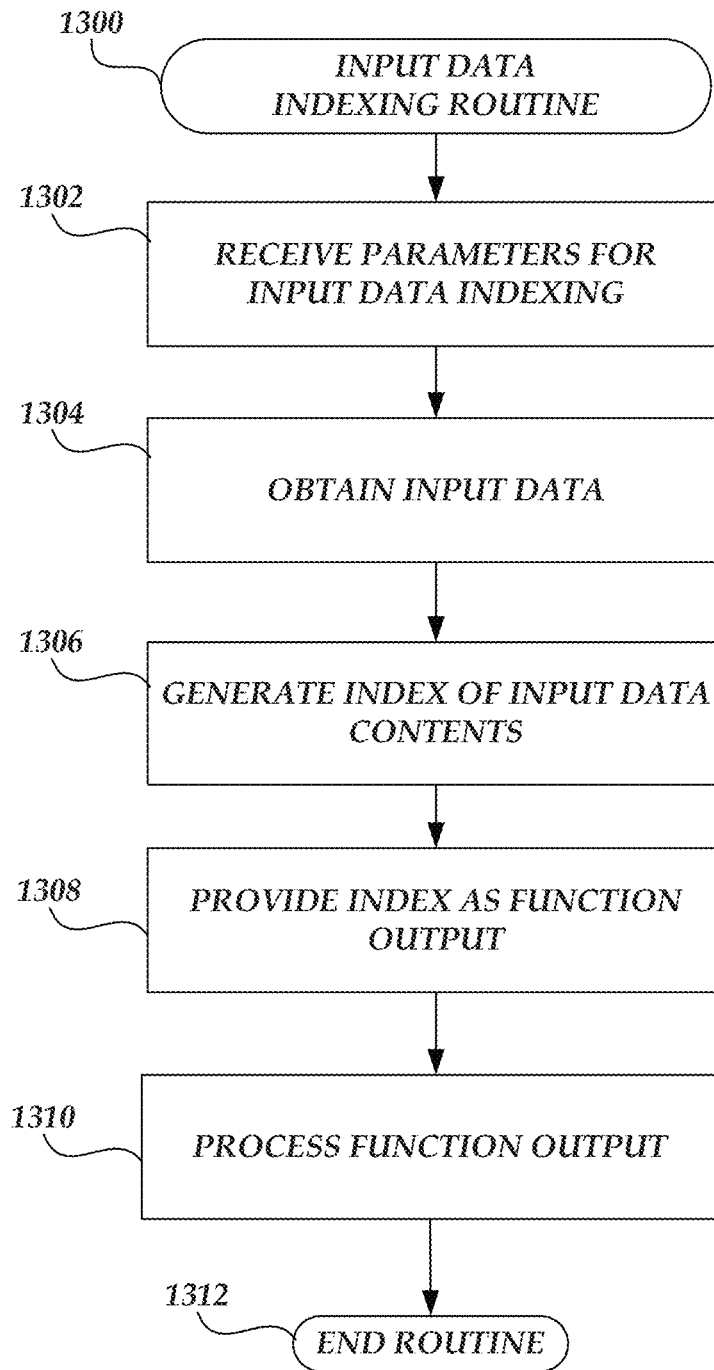 1300
INPUT DATA
INDEXING ROUTINE
1302
RECEIVE PARAMETERS FOR
INPUT DATA INDEXING
1304
OBTAIN INPUT DATA
1306
GENERATE INDEX OF INPUT DATA
CONTENTS
1308
PROVIDE INDEX AS FUNCTION
OUTPUT
1310
PROCESS FUNCTION OUTPUT
1312
END ROUTINE